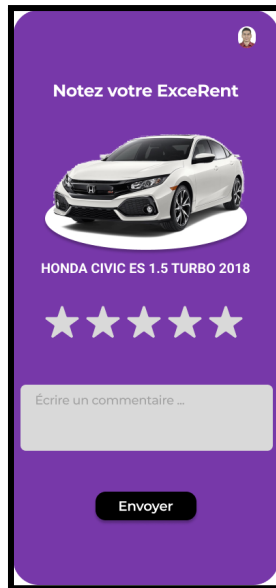 Notez votre ExceRent
HONDA CIVIC ES 1.5 TURBO 2018
Écrire un commentaire ...
Envoyer